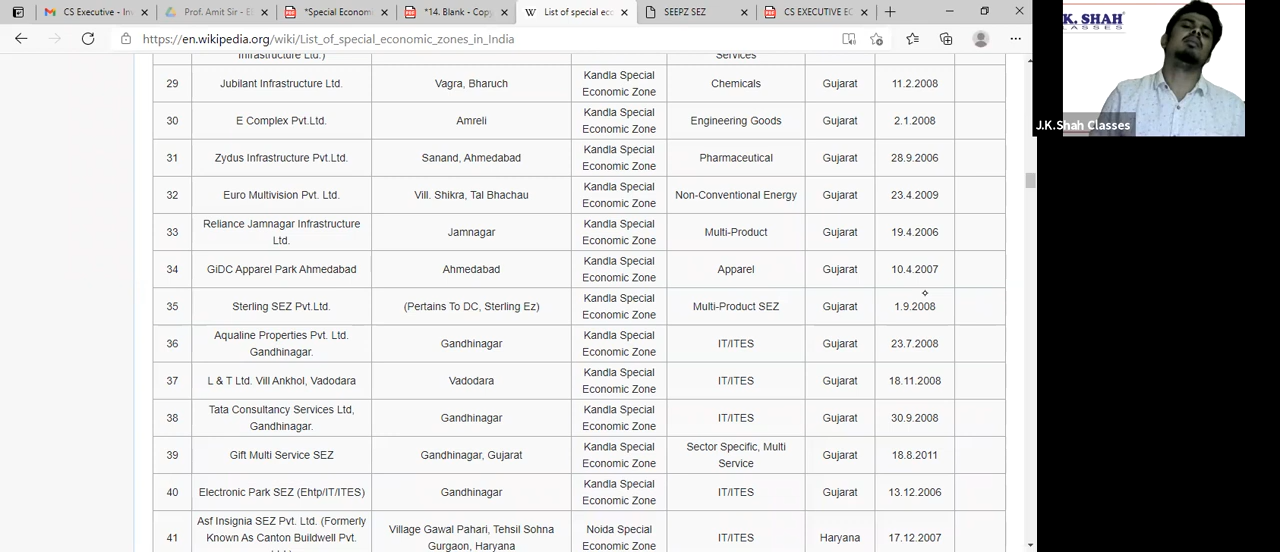 CS Executive - Inv
Prof. Amit Sir - El
*Special Econom
*14. Blank - Com
List of special eco
SEEPZ SEZ
CS EXECUTIVE EC
https://en.wikipedia.org/wiki/List_of_special_economic_zones_in_India
K. SHAH
CLASSES
J.K.Shah Classes
Infrastructure Ltd.) Services
29 Jubilant Infrastructure Ltd. Vagra, Bharuch Kandla Special Economic Zone Chemicals Gujarat 11.2.2008
30 E Complex Pvt.Ltd. Amreli Kandla Special Economic Zone Engineering Goods Gujarat 2.1.2008
31 Zydus Infrastructure Pvt.Ltd. Sanand, Ahmedabad Kandla Special Economic Zone Pharmaceutical Gujarat 28.9.2006
32 Euro Multivision Pvt. Ltd. Vill. Shikra, Tal Bhachau Kandla Special Economic Zone Non-Conventional Energy Gujarat 23.4.2009
33 Reliance Jamnagar Infrastructure Ltd. Jamnagar Kandla Special Economic Zone Multi-Product Gujarat 19.4.2006
34 GIDC Apparel Park Ahmedabad Ahmedabad Kandla Special Economic Zone Apparel Gujarat 10.4.2007
35 Sterling SEZ Pvt.Ltd. (Pertains To DC, Sterling Ez) Kandla Special Economic Zone Multi-Product SEZ Gujarat 1.9.2008
36 Aqualine Properties Pvt. Ltd. Gandhinagar. Gandhinagar Kandla Special Economic Zone IT/ITES Gujarat 23.7.2008
37 L & T Ltd. Vill Ankhol, Vadodara Vadodara Kandla Special Economic Zone IT/ITES Gujarat 18.11.2008
38 Tata Consultancy Services Ltd, Gandhinagar. Gandhinagar Kandla Special Economic Zone IT/ITES Gujarat 30.9.2008
39 Gift Multi Service SEZ Gandhinagar, Gujarat Kandla Special Economic Zone Sector Specific, Multi Service Gujarat 18.8.2011
40 Electronic Park SEZ (Ehtp/IT/ITES) Gandhinagar Kandla Special Economic Zone IT/ITES Gujarat 13.12.2006
41 Asf Insignia SEZ Pvt. Ltd. (Formerly Known As Canton Buildwell Pvt. Village Gawal Pahari, Tehsil Sohna Gurgaon, Haryana Noida Special Economic Zone IT/ITES Haryana 17.12.2007